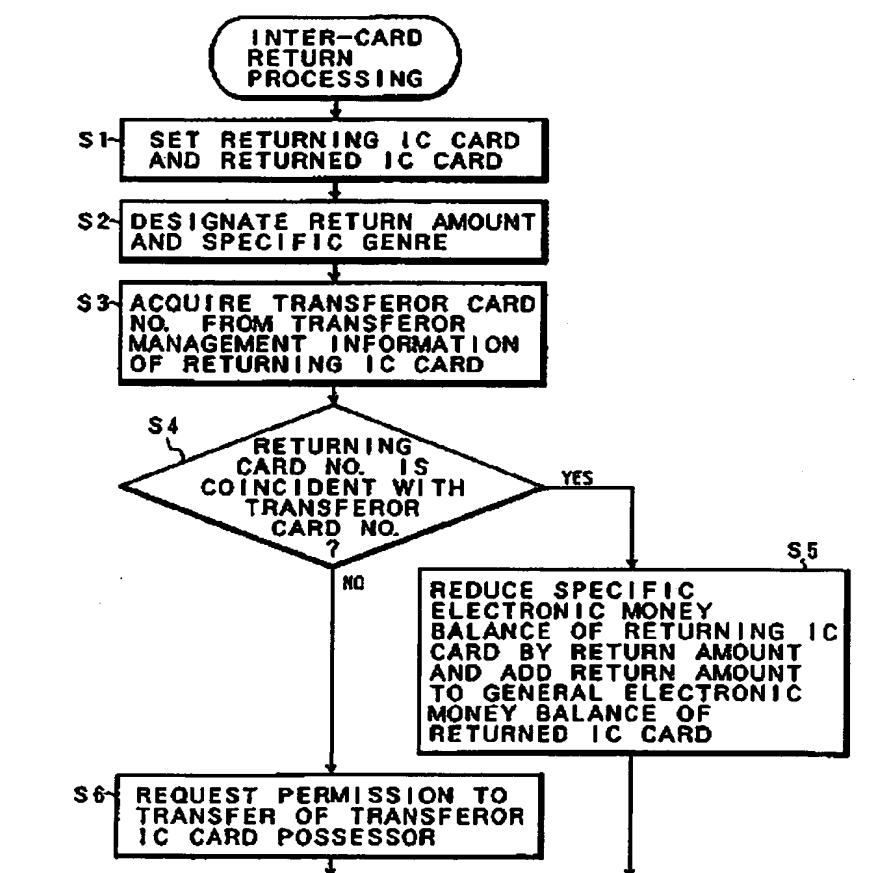 INTER-CARD
RETURN
PROCESSING
S1
SET RETURNING IC CARD
AND RETURNED IC CARD
S2
DESIGNATE RETURN AMOUNT
AND SPECIFIC GENRE
S3
ACQUIRE TRANSFEROR CARD
NO. FROM TRANSFEROR
MANAGEMENT INFORMATION
OF RETURNING IC CARD
S4
RETURNING
CARD NO. IS
COINCIDENT WITH
TRANSFEROR
CARD NO.
?
YES
NO
S5
REDUCE SPECIFIC
ELECTRONIC MONEY
BALANCE OF RETURNING IC
CARD BY RETURN AMOUNT
AND ADD RETURN AMOUNT
TO GENERAL ELECTRONIC
MONEY BALANCE OF
RETURNED IC CARD
S6
REQUEST PERMISSION TO
TRANSFER OF TRANSFEROR
IC CARD POSSESSOR